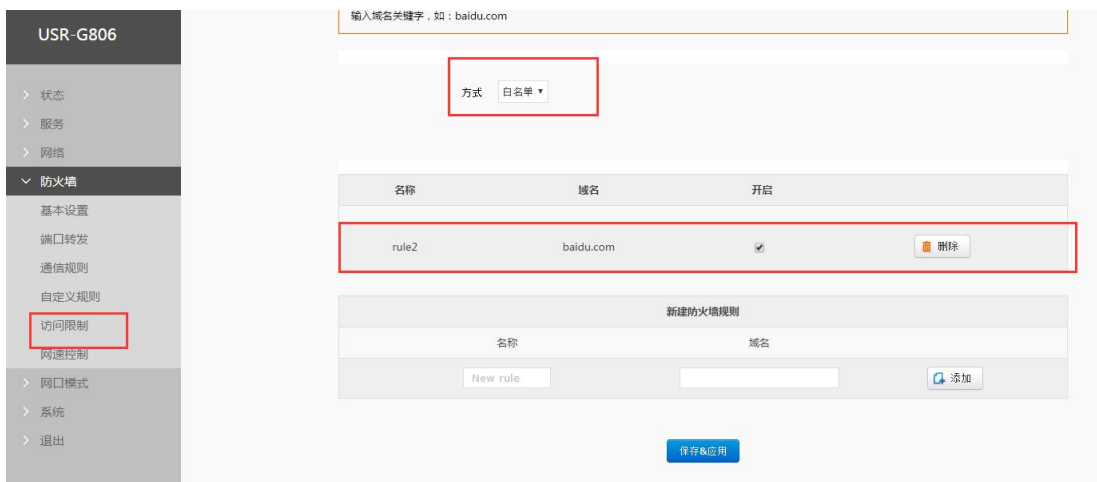 USR-G806
状态
服务
网络
防火墙
基本设置
端口转发
通信规则
自定义规则
访问限制
网速控制
网口模式
系统
退出
输入域名关键字，如：baidu.com
方式 白名单
名称 域名 开启
rule2 baidu.com 删除
新建防火墙规则
名称 域名
New rule 添加
保存&应用